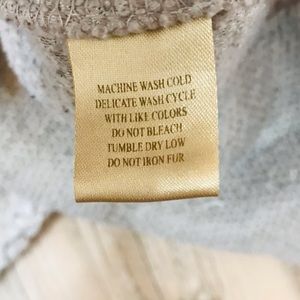 MACHINE WASH COLD
DELICATE WASH CYCLE
WITH LIKE COLORS
DO NOT BLEACH
TUMBLE DRY LOW
DO NOT IRON FUR